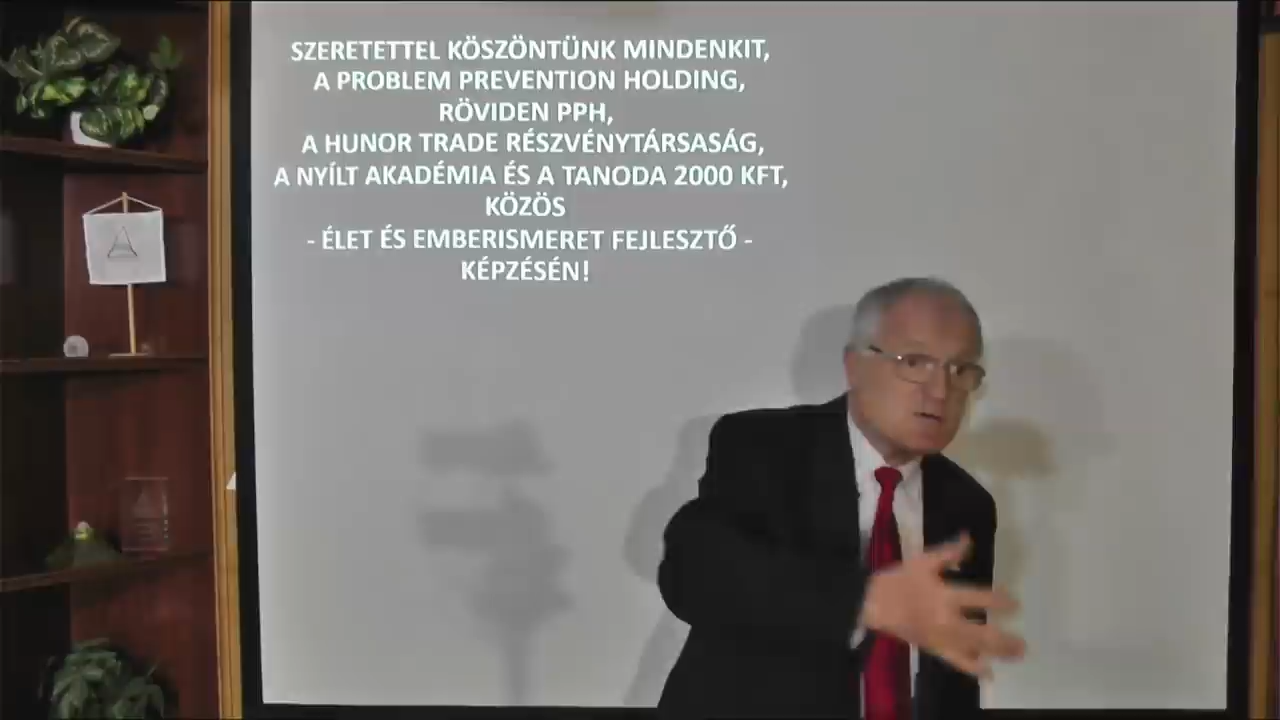 SZERETETTEL KÖSZÖNTÜNK MINDENKIT,
A PROBLEM PREVENTION HOLDING,
RÖVIDEN PPH,
A HUNOR TRADE RÉSZVÉNYTÁRSASÁG,
A NYÍLT AKADÉMIA ÉS A TANODA 2000 KFT,
KÖZÖS
- ÉLET ÉS EMBERISMERET FEJLESZTŐ -
KÉPZÉSÉN!